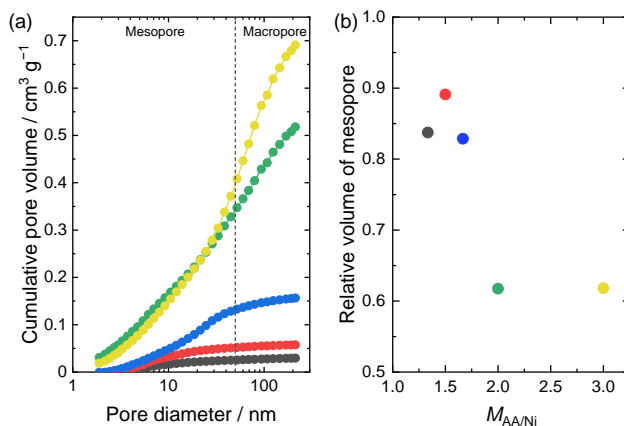 (a)
Mesopore
Macropore
0.7
0.6
0.5
0.4
0.3
0.2
0.1
0
1
10
100
Cumulative pore volume / cm³ g⁻¹
Pore diameter / nm
(b)
1.0
0.9
0.8
0.7
0.6
0.5
1.0
1.5
2.0
2.5
3.0
Relative volume of mesopore
M_AA/Ni